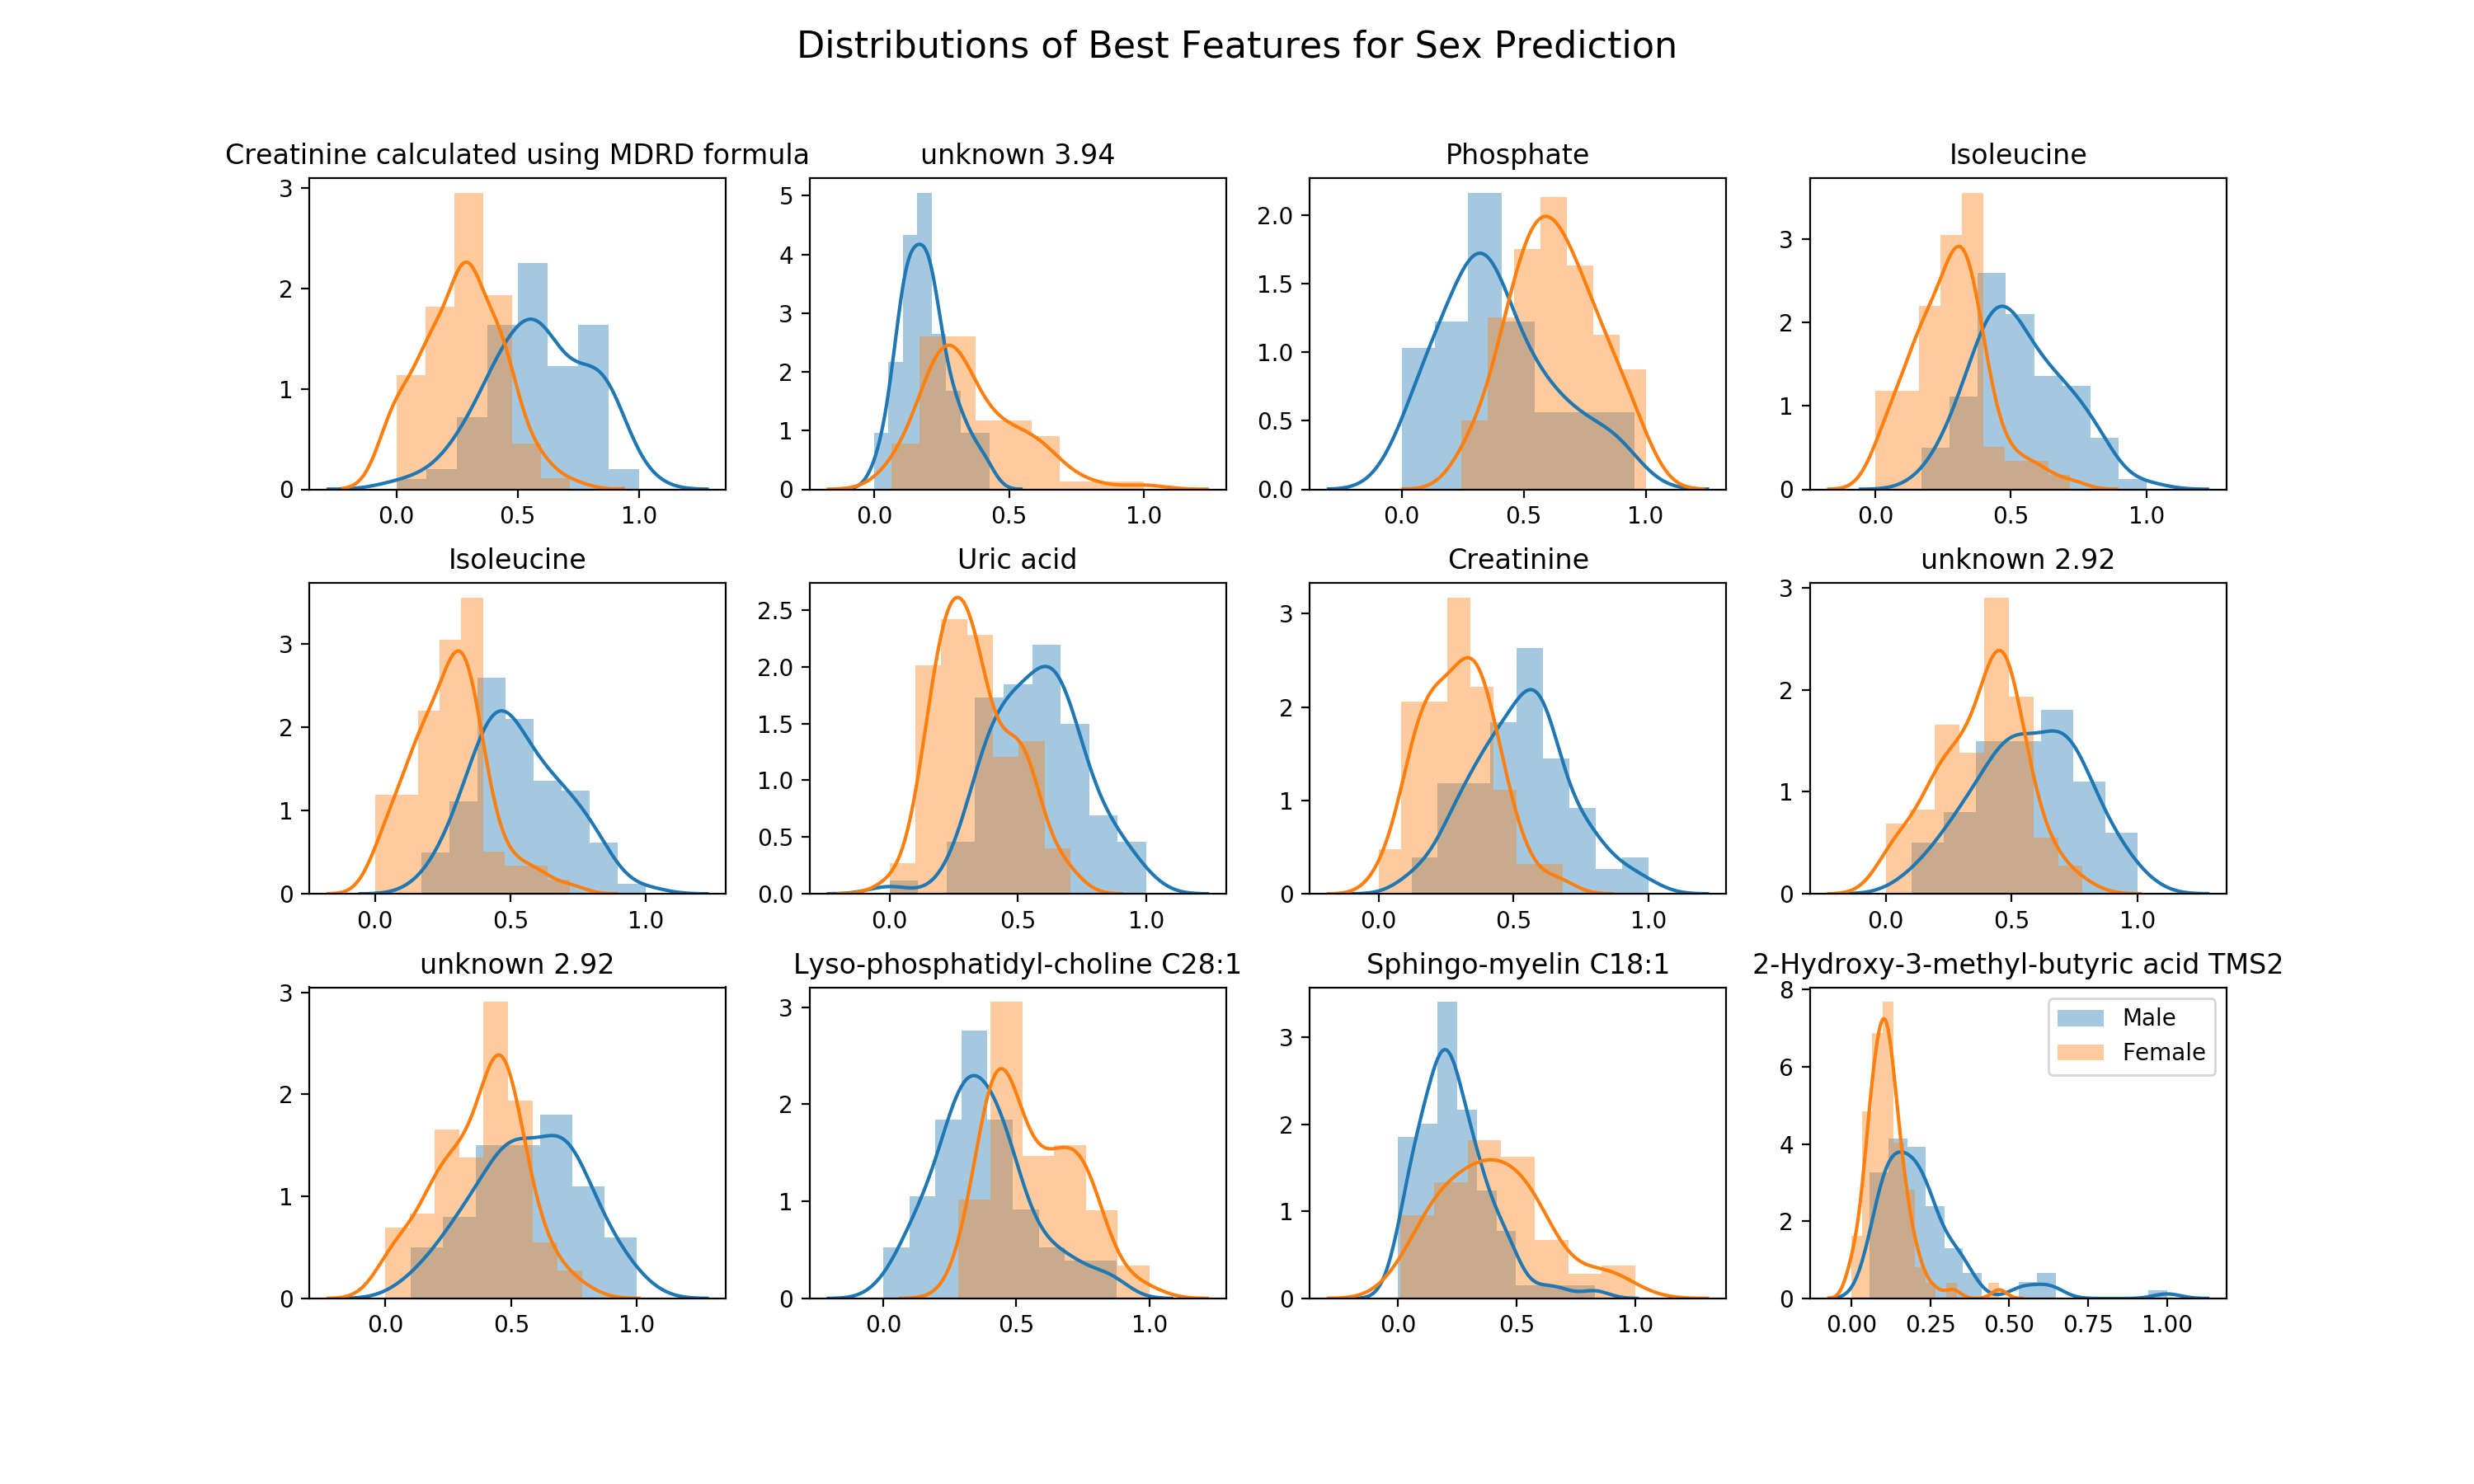 Distributions of Best Features for Sex Prediction
Creatinine calculated using MDRD formula
3
2
1
0
0.0 0.5 1.0
unknown 3.94
5
4
3
2
1
0
0.0 0.5 1.0
Phosphate
2.0
1.5
1.0
0.5
0.0
0.0 0.5 1.0
Isoleucine
3
2
1
0
0.0 0.5 1.0
Isoleucine
3
2
1
0
0.0 0.5 1.0
Uric acid
2.5
2.0
1.5
1.0
0.5
0.0
0.0 0.5 1.0
Creatinine
3
2
1
0
0.0 0.5 1.0
unknown 2.92
3
2
1
0
0.0 0.5 1.0
unknown 2.92
3
2
1
0
0.0 0.5 1.0
Lyso-phosphatidyl-choline C28:1
3
2
1
0
0.0 0.5 1.0
Sphingo-myelin C18:1
3
2
1
0
0.0 0.5 1.0
2-Hydroxy-3-methyl-butyric acid TMS2
8
6
4
2
0
0.00 0.25 0.50 0.75 1.00
Male
Female